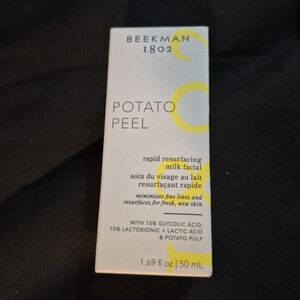 BEEKMAN
1802
POTATO
PEEL
rapid resurfacing
milk facial
soin du visage au lait
resurfaçant rapide
minimizes fine lines and
resurfaces for fresh, new skin
WITH 15% GLYCOLIC ACID,
10% LACTOBIONIC + LACTIC ACID
& POTATO PULP
1.69 fl oz | 50 mL